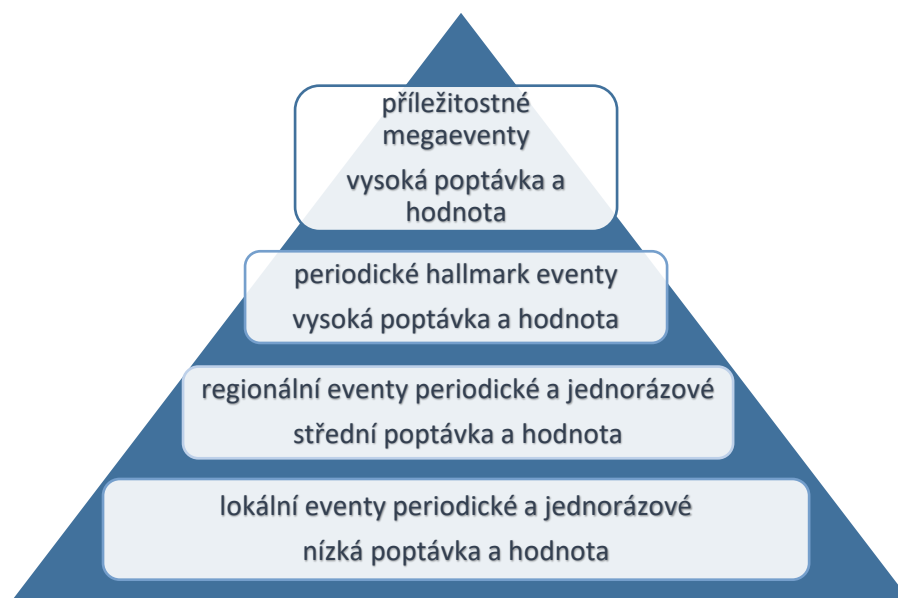 příležitostné
megaeventy
vysoká poptávka a
hodnota
periodické hallmark eventy
vysoká poptávka a hodnota
regionální eventy periodické a jednorázové
střední poptávka a hodnota
lokální eventy periodické a jednorázové
nízká poptávka a hodnota